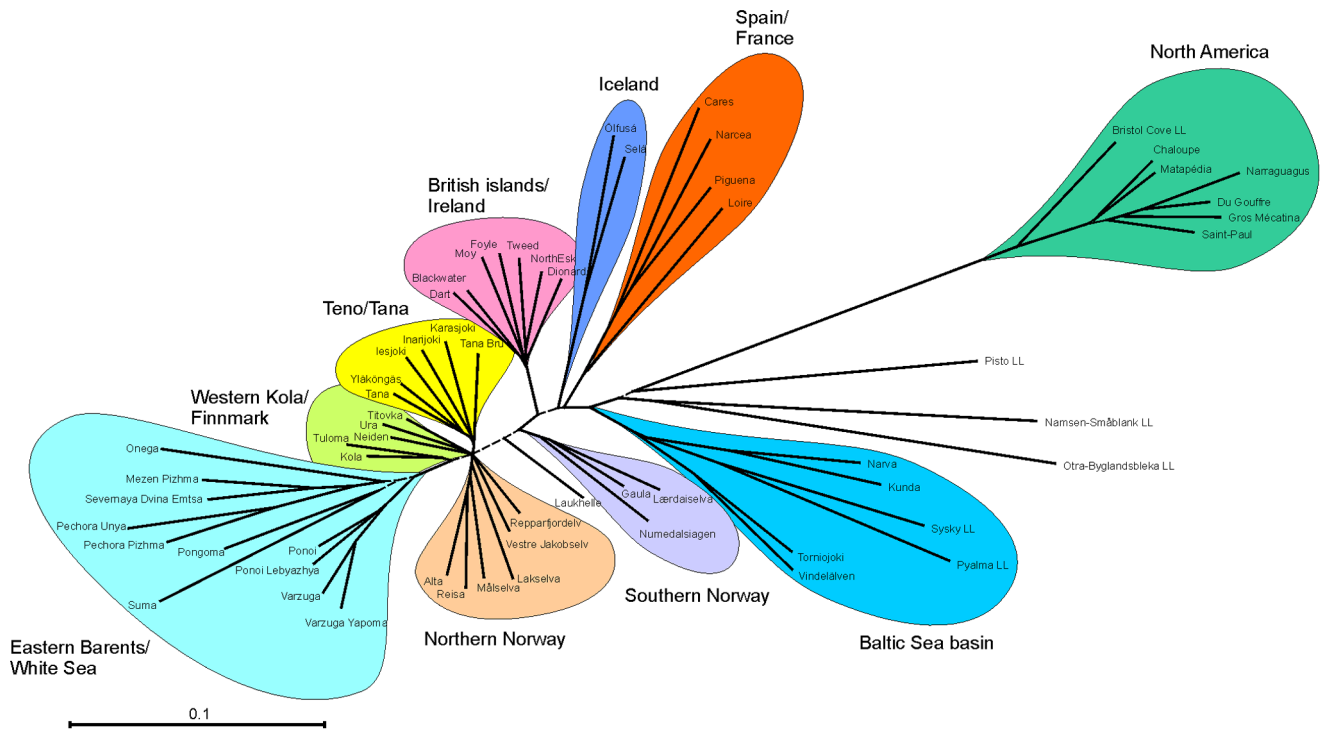 Spain/
France
North America
Iceland
Cares
Ölfusá
Narcea
Bristol Cove LL
Selá
Chaloupe
Matapédia
Narraguagus
British islands/
Ireland
Piguena
Loire
Du Gouffre
Gros Mécatina
Saint-Paul
Foyle
Tweed
Moy
NorthEsk
Dionard
Blackwater
Dart
Teno/Tana
Karasjoki
Inarijoki
Tana Bru
Iesjoki
Pisto LL
Yläköngäs
Tana
Western Kola/
Finnmark
Titovka
Ura
Neiden
Tuloma
Kola
Namsen-Småblank LL
Onega
Narva
Otra-Byglandsbleka LL
Mezen Pizhma
Kunda
Severnaya Dvina Emtsa
Gaula
Lærdalselva
Laukhelle
Pechora Unya
Repparfjordelv
Sysky LL
Numedalslagen
Pechora Pizhma
Pongoma
Ponoi
Vestre Jakobselv
Torniojoki
Pyalma LL
Ponoi Lebyazhya
Vindelälven
Alta
Målselva
Lakselva
Reisa
Varzuga
Suma
Southern Norway
Varzuga Yapoma
Northern Norway
Baltic Sea basin
Eastern Barents/
White Sea
0.1